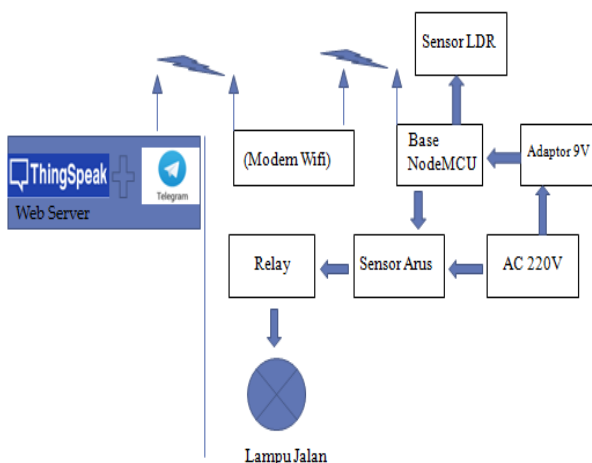 Sensor LDR
(Modem Wifi)
Base
NodeMCU
Adaptor 9V
ThingSpeak
Telegram
Web Server
Relay
Sensor Arus
AC 220V
Lampu Jalan